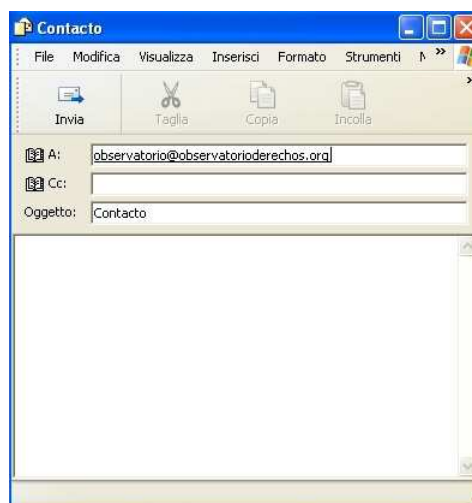 Contacto
File Modifica Visualizza Inserisci Formato Strumenti
Invia Taglia Copia Incolla
A: observatorio@observatorioderechos.org
Cc:
Oggetto: Contacto